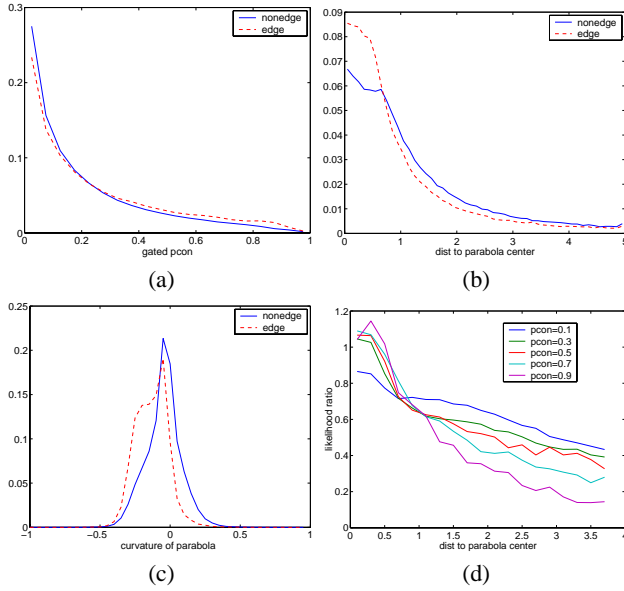 0.3
0.2
0.1
0
0
0.2
0.4
0.6
0.8
1
gated pcon
nonedge
edge
(a)
0.09
0.08
0.07
0.06
0.05
0.04
0.03
0.02
0.01
0
0
1
2
3
4
5
dist to parabola center
nonedge
edge
(b)
0.25
0.2
0.15
0.1
0.05
0
−1
−0.5
0
0.5
1
curvature of parabola
nonedge
edge
(c)
likelihood ratio
1.2
1
0.8
0.6
0.4
0.2
0
0
0.5
1
1.5
2
2.5
3
3.5
4
dist to parabola center
pcon=0.1
pcon=0.3
pcon=0.5
pcon=0.7
pcon=0.9
(d)